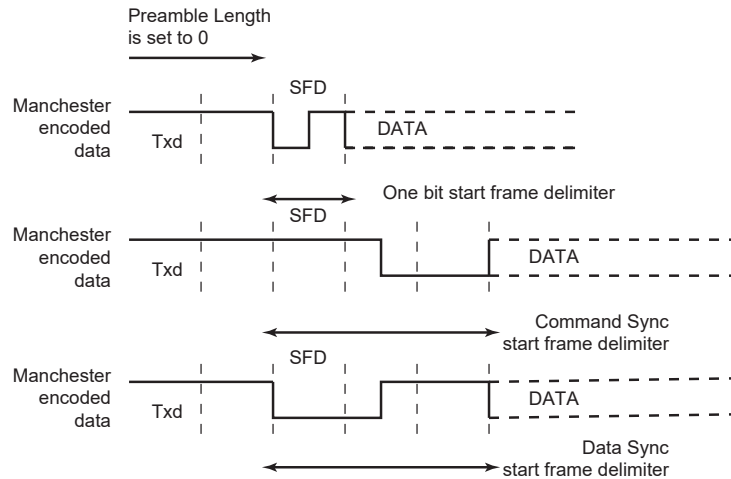 Preamble Length
is set to 0
SFD
Manchester
encoded
data
Txd
DATA
One bit start frame delimiter
SFD
Manchester
encoded
data
Txd
DATA
Command Sync
start frame delimiter
SFD
Manchester
encoded
data
Txd
DATA
Data Sync
start frame delimiter